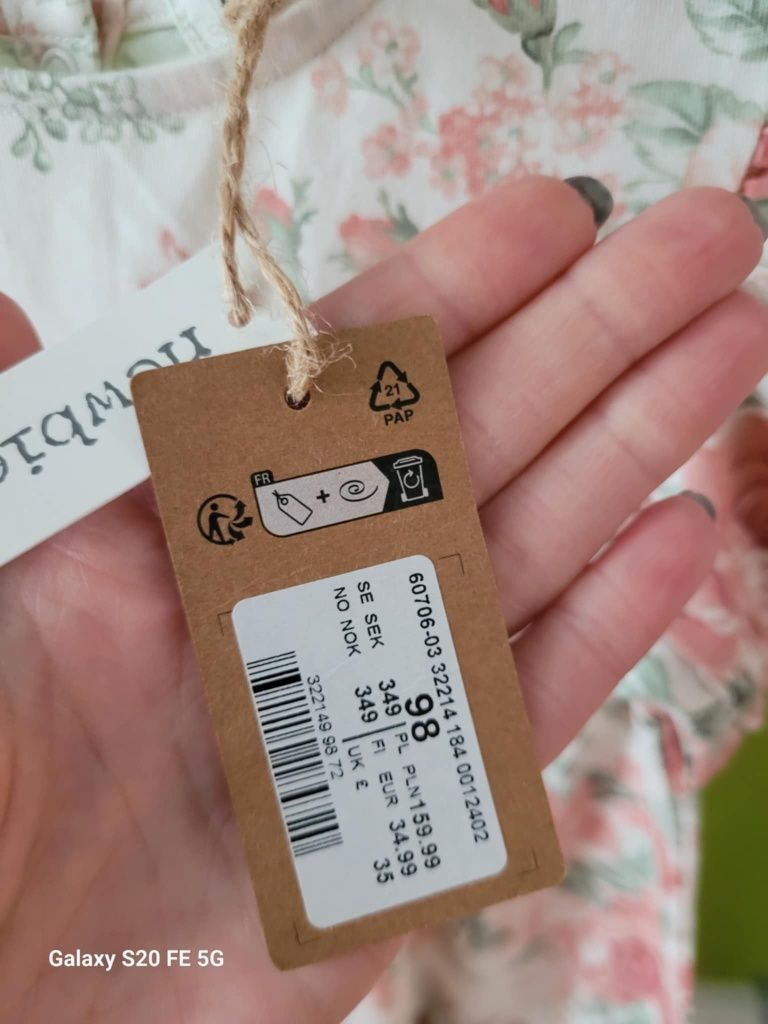 newbie
21
PAP
FR
60706-03 32214 184 0012402
98
SE SEK 349 PL PLN159.99
NO NOK 349 FI EUR 34.99
UK £ 35
322149 98 72
Galaxy S20 FE 5G